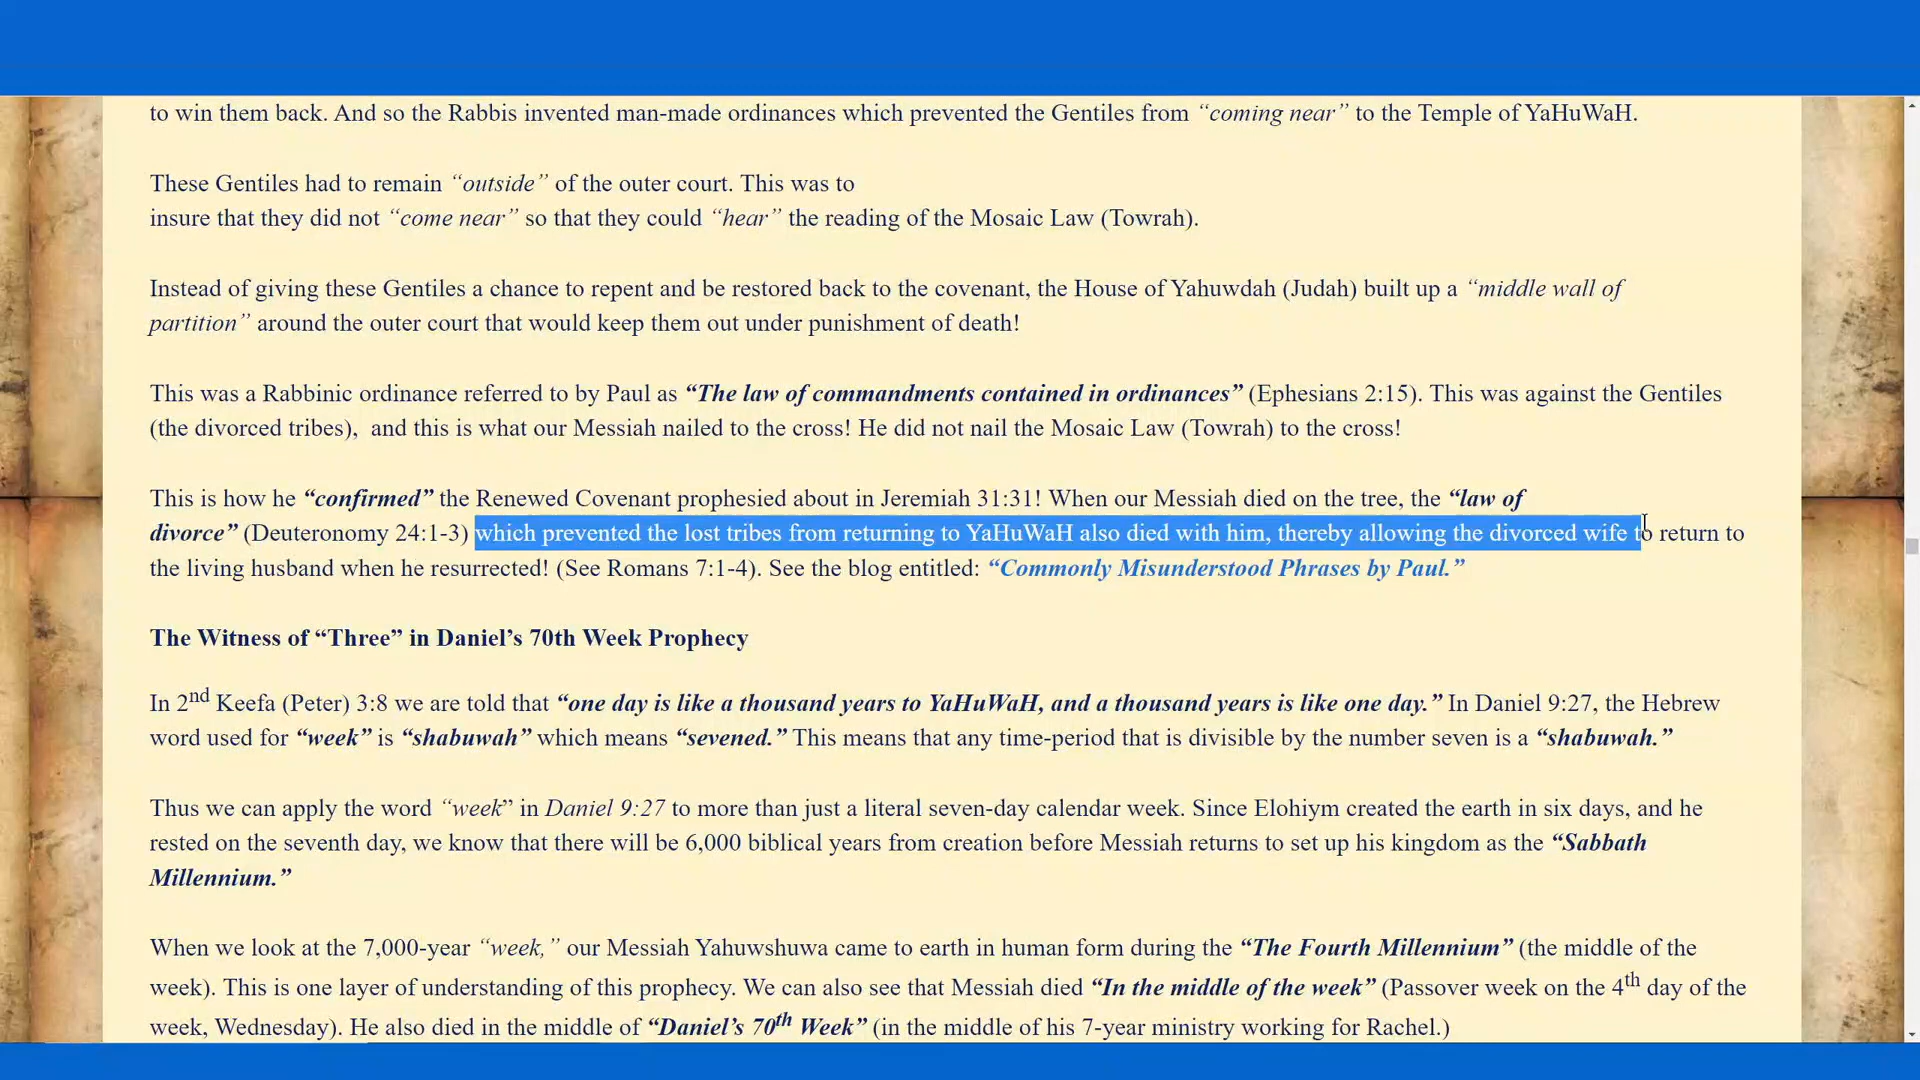 to win them back. And so the Rabbis invented man-made ordinances which prevented the Gentiles from “coming near” to the Temple of YaHuWaH.
These Gentiles had to remain “outside” of the outer court. This was to
insure that they did not “come near” so that they could “hear” the reading of the Mosaic Law (Towrah).
Instead of giving these Gentiles a chance to repent and be restored back to the covenant, the House of Yahuwdah (Judah) built up a “middle wall of
partition” around the outer court that would keep them out under punishment of death!
This was a Rabbinic ordinance referred to by Paul as “The law of commandments contained in ordinances” (Ephesians 2:15). This was against the Gentiles
(the divorced tribes),  and this is what our Messiah nailed to the cross! He did not nail the Mosaic Law (Towrah) to the cross!
This is how he “confirmed” the Renewed Covenant prophesied about in Jeremiah 31:31! When our Messiah died on the tree, the “law of
divorce” (Deuteronomy 24:1-3) which prevented the lost tribes from returning to YaHuWaH also died with him, thereby allowing the divorced wife to return to
the living husband when he resurrected! (See Romans 7:1-4). See the blog entitled: “Commonly Misunderstood Phrases by Paul.”
The Witness of “Three” in Daniel’s 70th Week Prophecy
In 2nd Keefa (Peter) 3:8 we are told that “one day is like a thousand years to YaHuWaH, and a thousand years is like one day.” In Daniel 9:27, the Hebrew
word used for “week” is “shabuwah” which means “sevened.” This means that any time-period that is divisible by the number seven is a “shabuwah.”
Thus we can apply the word “week” in Daniel 9:27 to more than just a literal seven-day calendar week. Since Elohiym created the earth in six days, and he
rested on the seventh day, we know that there will be 6,000 biblical years from creation before Messiah returns to set up his kingdom as the “Sabbath
Millennium.”
When we look at the 7,000-year “week,” our Messiah Yahuwshuwa came to earth in human form during the “The Fourth Millennium” (the middle of the
week). This is one layer of understanding of this prophecy. We can also see that Messiah died “In the middle of the week” (Passover week on the 4th day of the
week, Wednesday). He also died in the middle of “Daniel’s 70th Week” (in the middle of his 7-year ministry working for Rachel.)